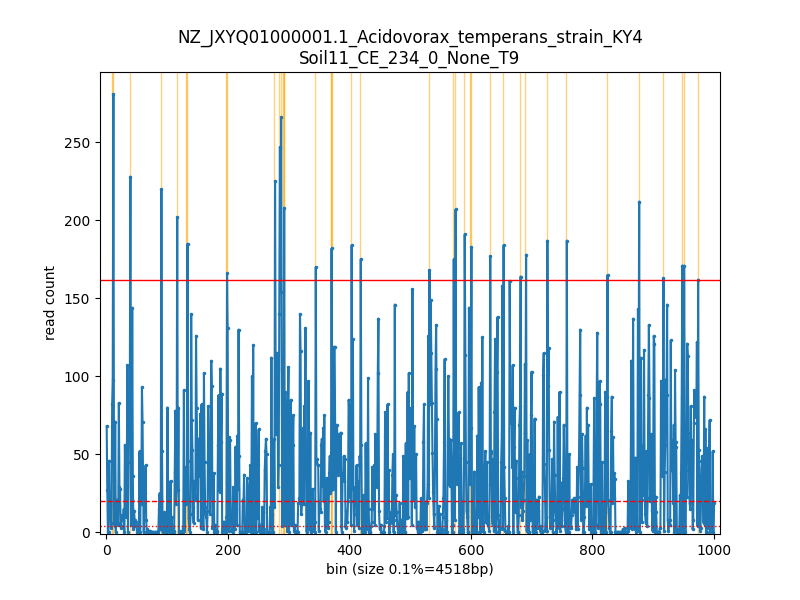 NZ_JXYQ01000001.1_Acidovorax_temperans_strain_KY4
Soil11_CE_234_0_None_T9
250
200
150
100
50
0
read count
0 200 400 600 800 1000
bin (size 0.1%=4518bp)